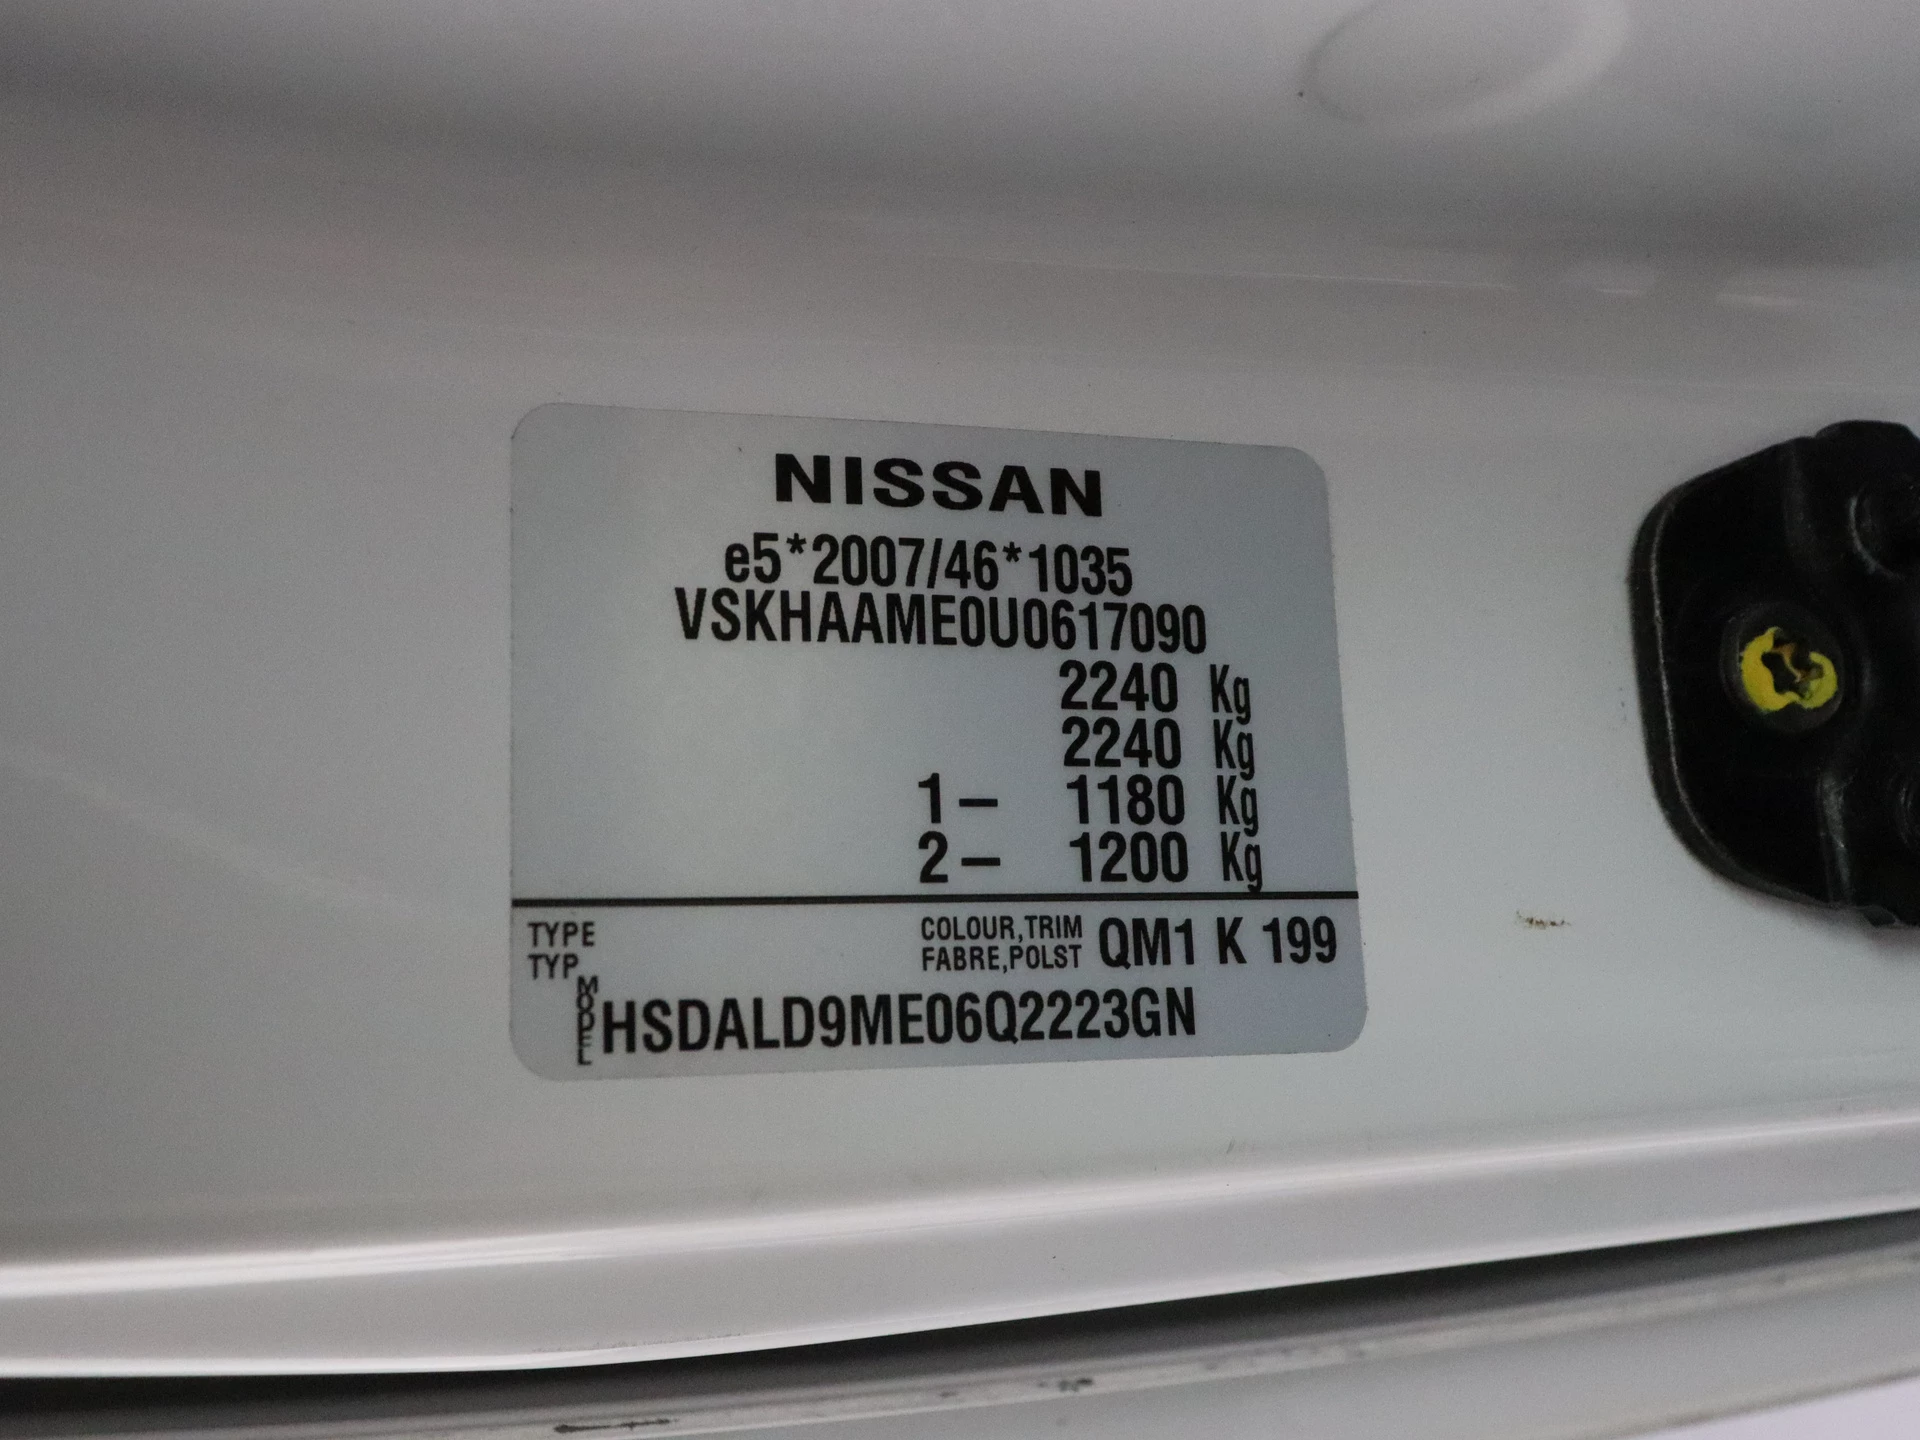 NISSAN
e5*2007/46*1035
VSKHAAME0U0617090
2240 Kg
2240 Kg
1– 1180 Kg
2– 1200 Kg
TYPE
TYP
COLOUR,TRIM
FABRE,POLST
QM1 K 199
MODEL
HSDALD9ME06Q2223GN